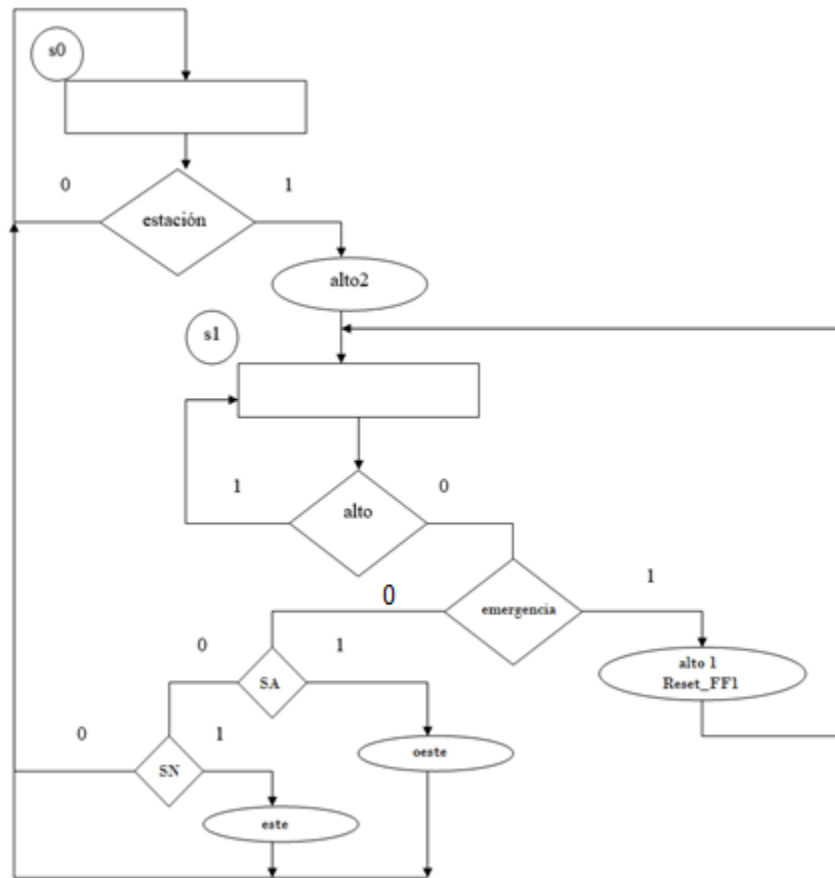 s0
0
1
estación
alto2
s1
1
0
alto
0
1
emergencia
0
1
SA
alto 1
Reset_FF1
0
1
oeste
SN
este